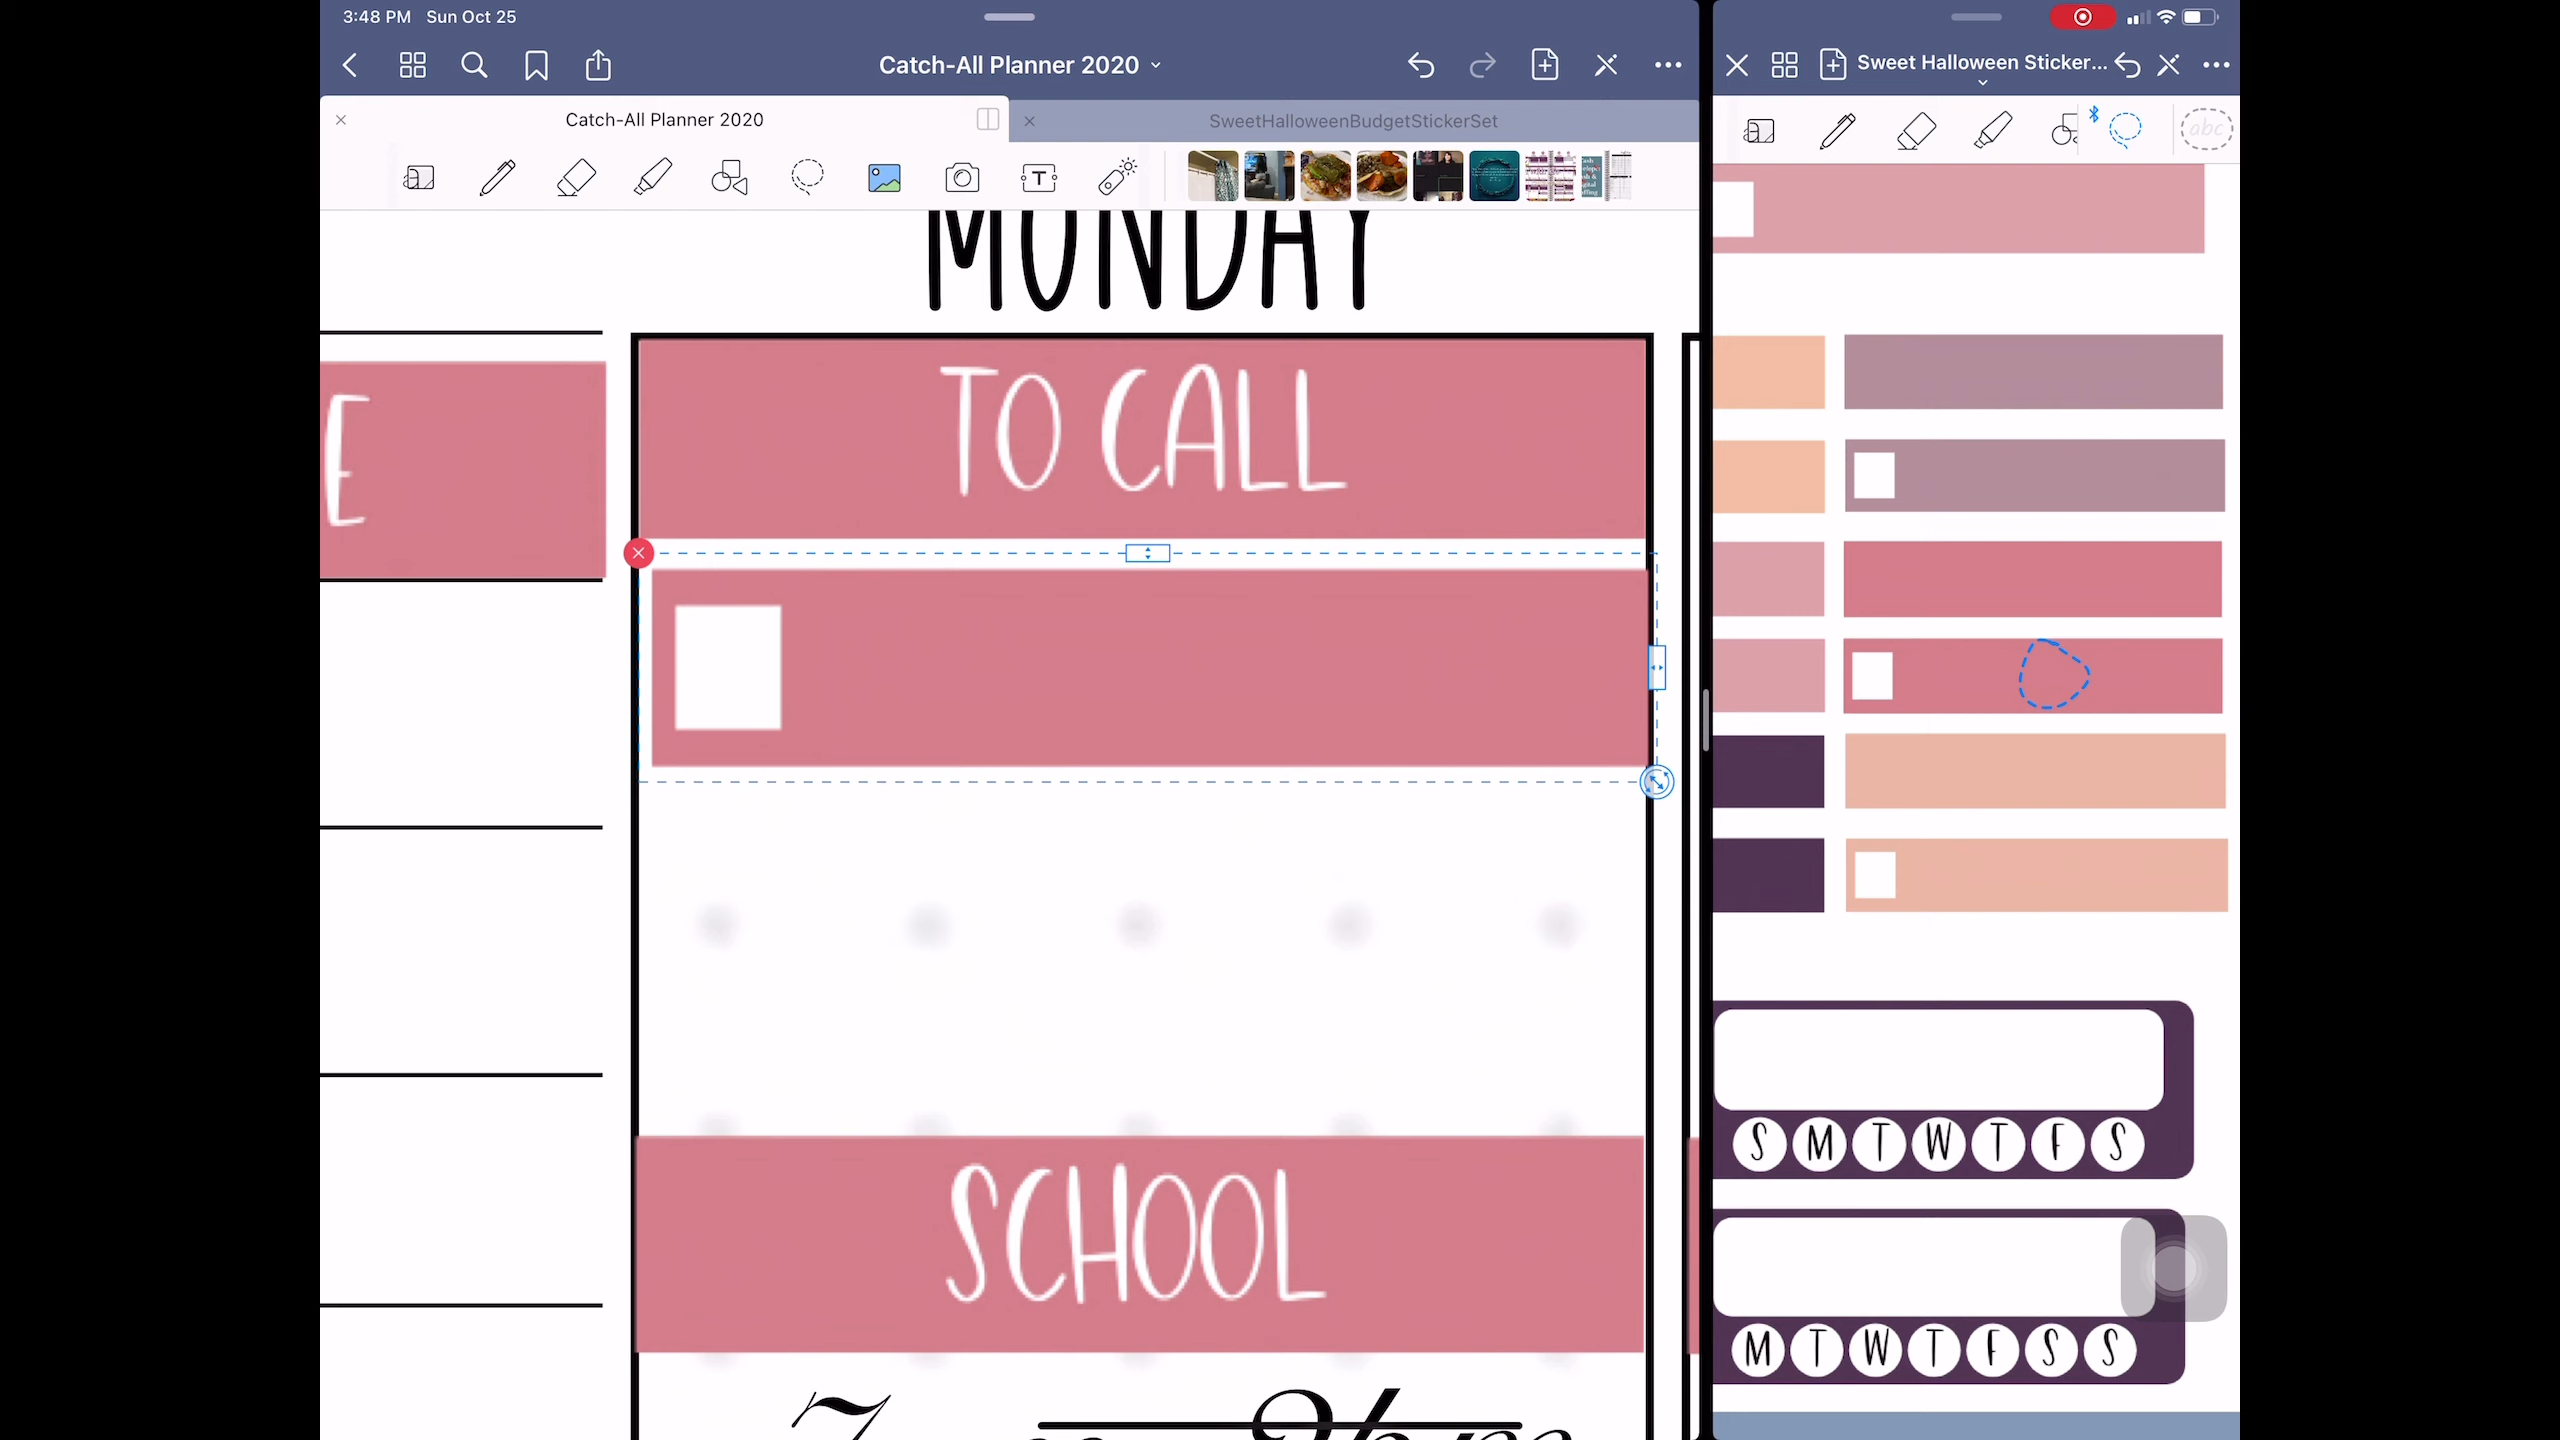 3:48 PM Sun Oct 25
Catch-All Planner 2020
Sweet Halloween Sticker...
Catch-All Planner 2020
SweetHalloweenBudgetStickerSet
abc
MONDAY
TO CALL
E
SCHOOL
S M T W T F S
M T W T F S S